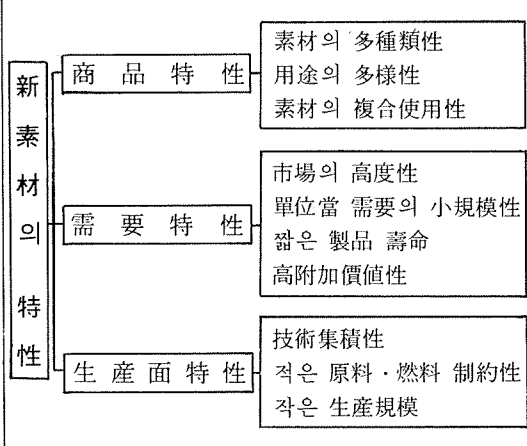 新素材의 特性
商品特性
素材의 多種類性
用途의 多様性
素材의 複合使用性
需要特性
市場의 高度性
單位當 需要의 小規模性
짧은 製品 壽命
高附加價値性
生産面特性
技術集積性
적은 原料·燃料 制約性
작은 生産規模